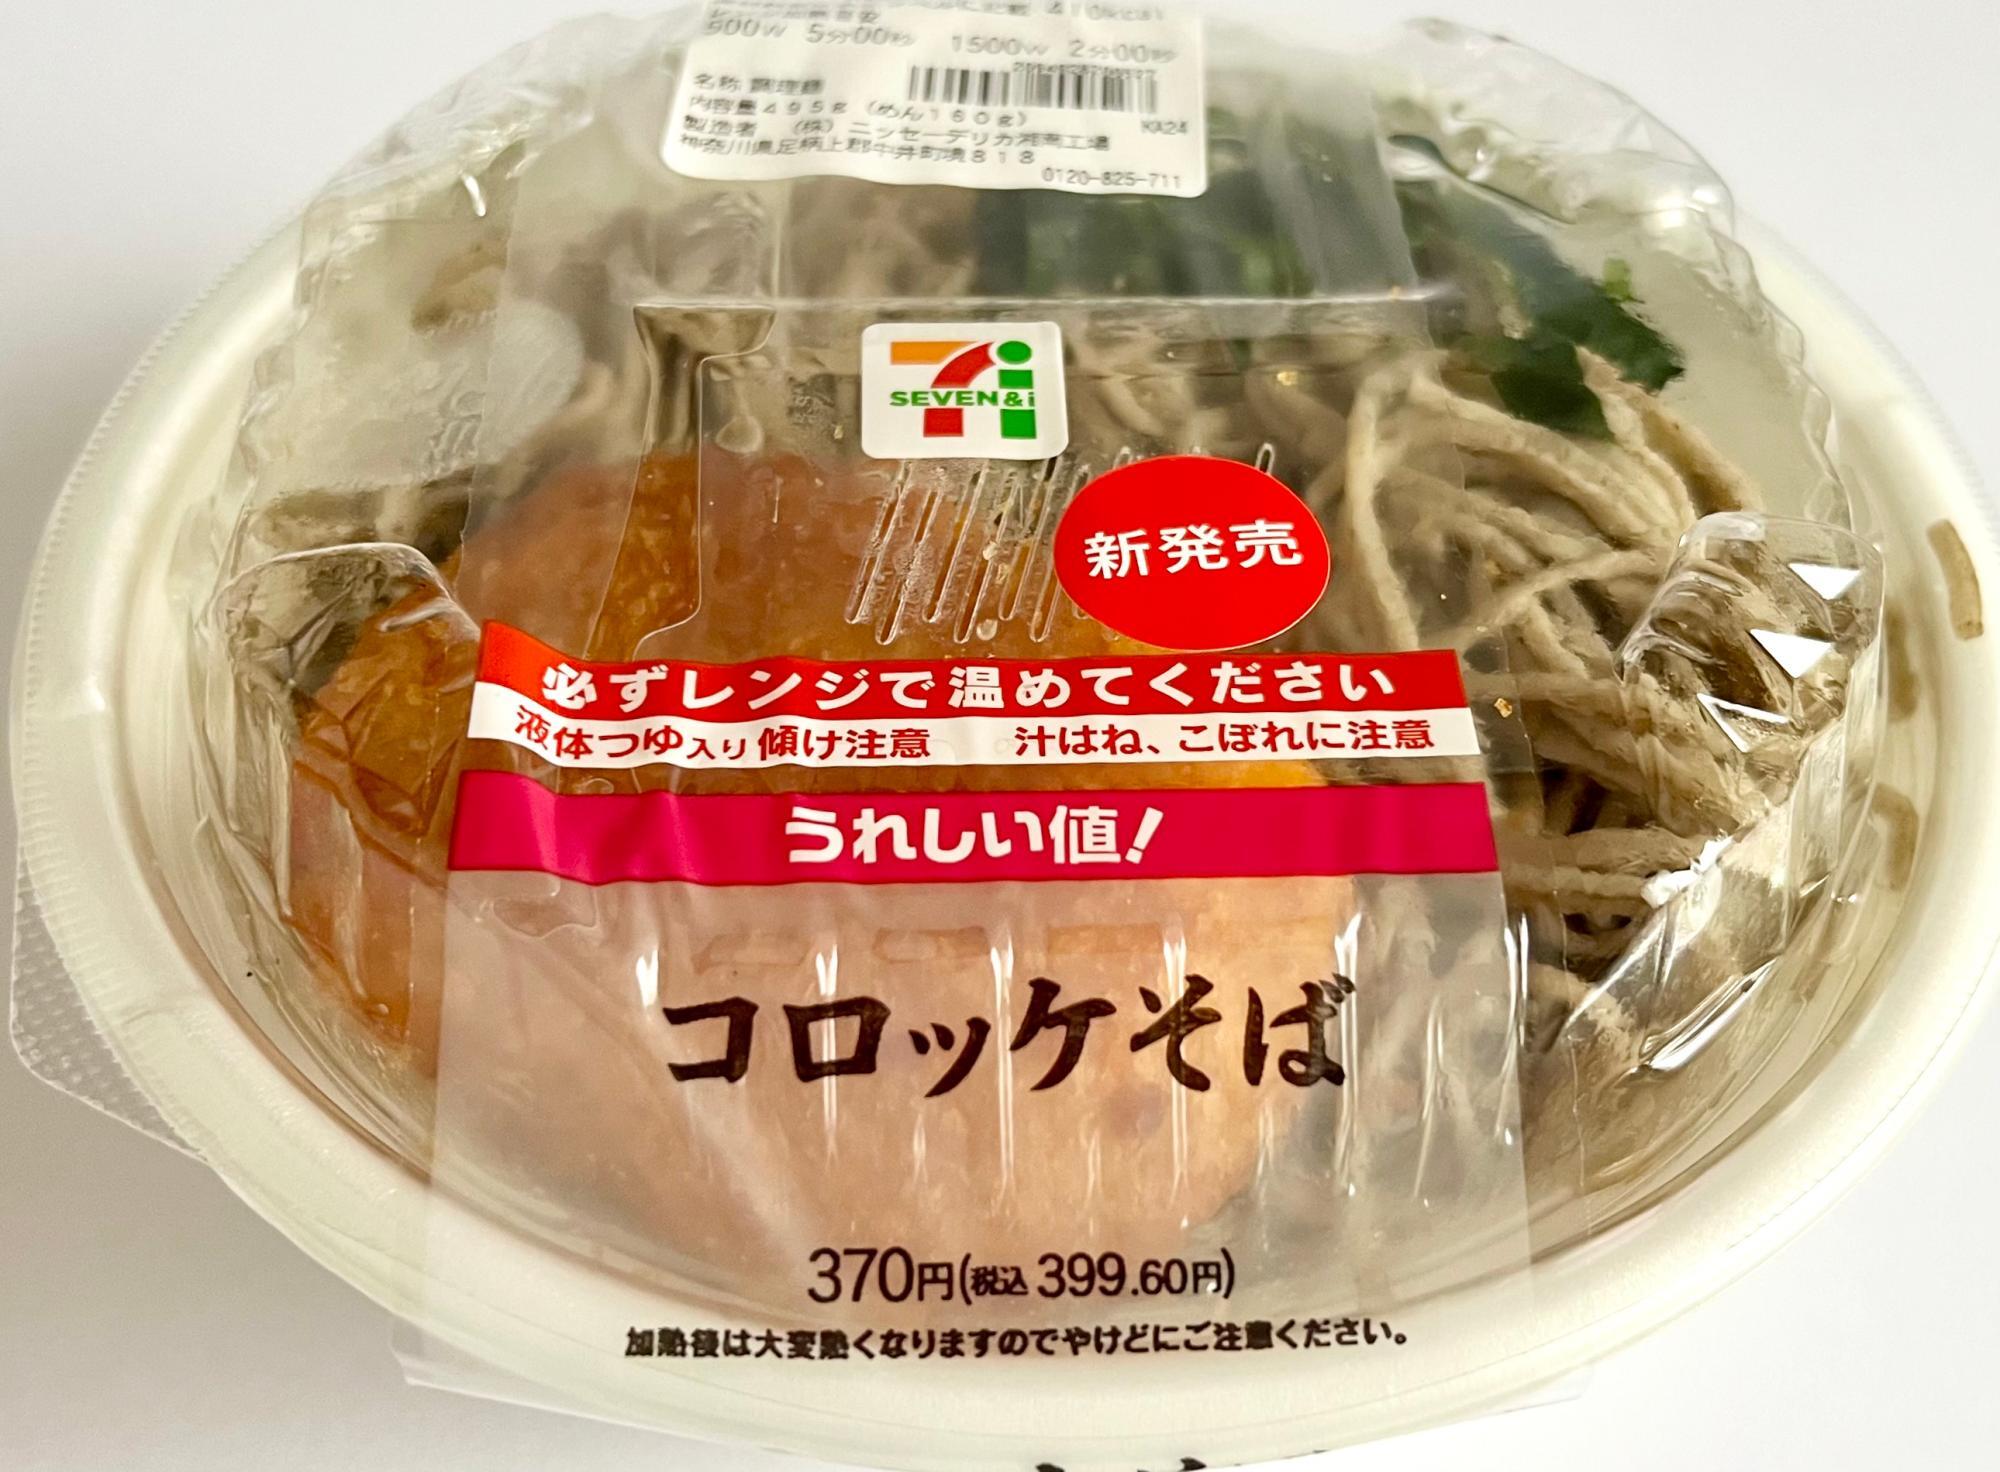 410kcal
500W 5分00秒 1500W 2分00秒
名称 調理麺
内容量495g（めん160g）
KA24
製造者 （株）ニッセーデリカ湘南工場
神奈川県足柄上郡中井町境818
0120-825-711
SEVEN&i
新発売
必ずレンジで温めてください
液体つゆ入り傾け注意 汁はね、こぼれに注意
うれしい値!
コロッケそば
370円(税込 399.60円)
加熱後は大変熱くなりますのでやけどにご注意ください。